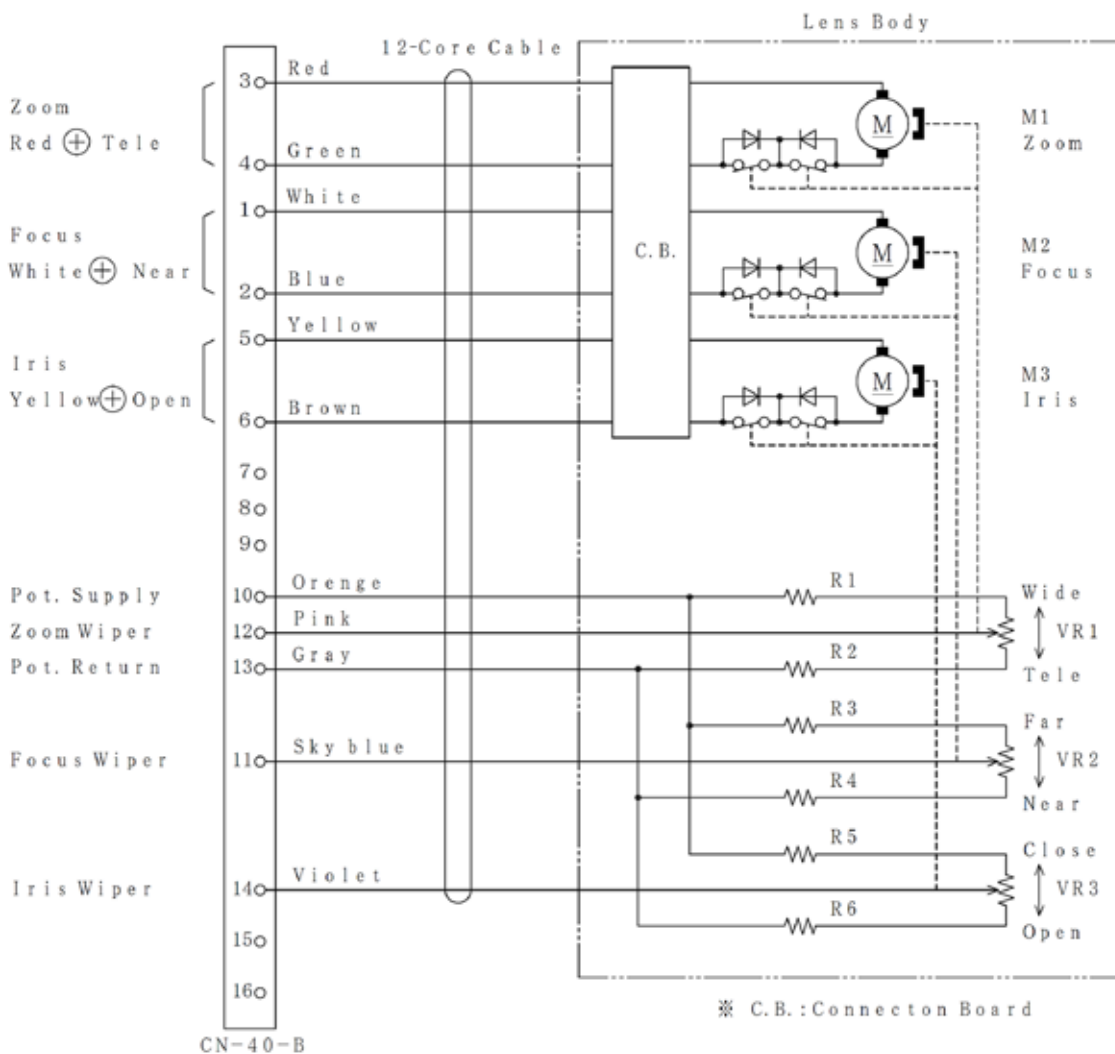 Lens Body
12-Core Cable
3 Red
Zoom
Red ⊕ Tele
M
M1
Zoom
4 Green
1 White
Focus
White ⊕ Near
C.B.
M
M2
Focus
2 Blue
5 Yellow
Iris
Yellow ⊕ Open
M
M3
Iris
6 Brown
7
8
9
Pot. Supply 10 Orenge R1 Wide
Zoom Wiper 12 Pink VR1
Pot. Return 13 Gray R2 Tele
R3 Far
Focus Wiper 11 Sky blue VR2
R4 Near
R5 Close
Iris Wiper 14 Violet VR3
R6 Open
15
16
※ C.B.:Connecton Board
CN-40-B